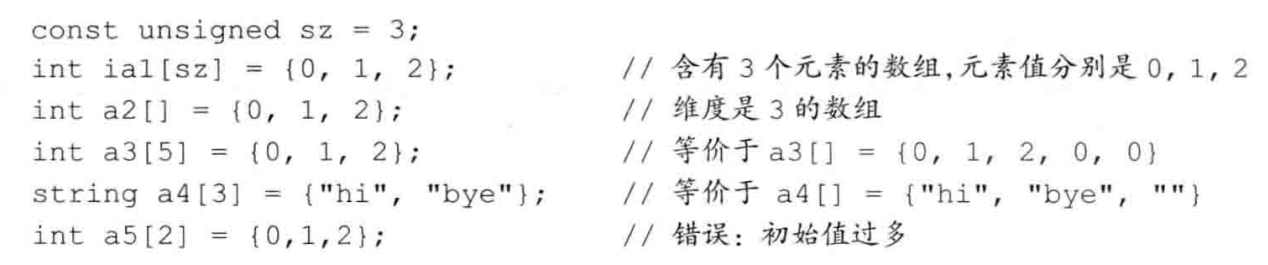 const unsigned sz = 3;
int ia1[sz] = {0, 1, 2};	// 含有 3 个元素的数组,元素值分别是 0, 1, 2
int a2[] = {0, 1, 2};	// 维度是 3 的数组
int a3[5] = {0, 1, 2};	// 等价于 a3[] = {0, 1, 2, 0, 0}
string a4[3] = {"hi", "bye"};	// 等价于 a4[] = {"hi", "bye", ""}
int a5[2] = {0,1,2};	// 错误: 初始值过多